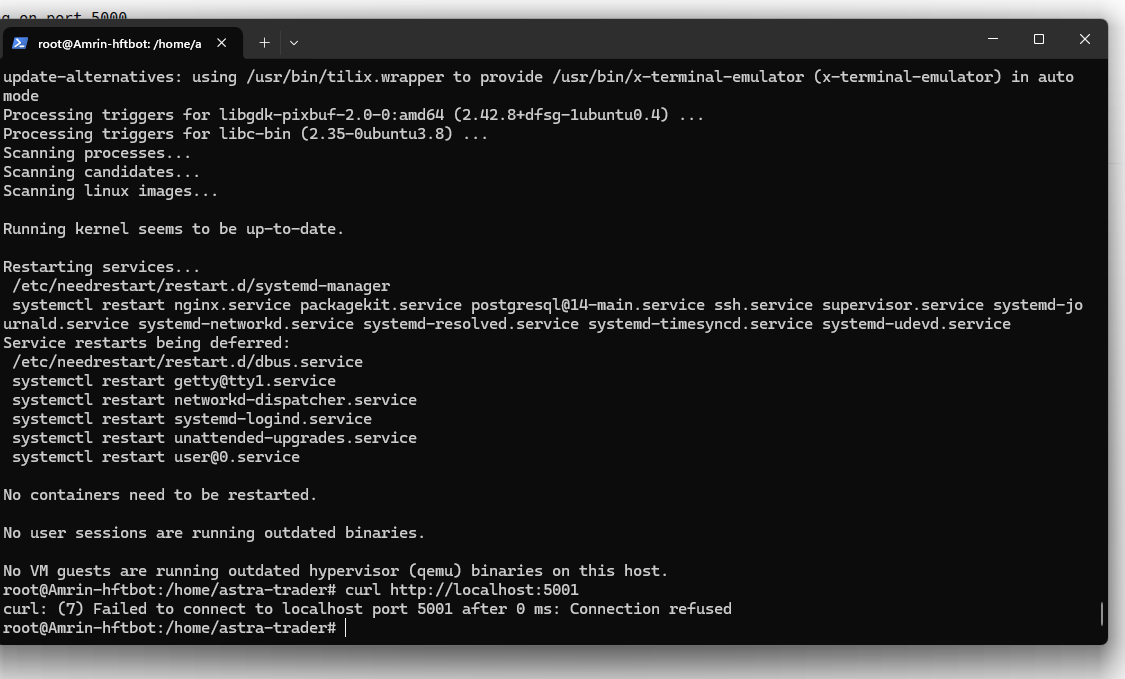 g on port 5000
root@Amrin-hftbot: /home/a
update-alternatives: using /usr/bin/tilix.wrapper to provide /usr/bin/x-terminal-emulator (x-terminal-emulator) in auto
mode
Processing triggers for libgdk-pixbuf-2.0-0:amd64 (2.42.8+dfsg-1ubuntu0.4) ...
Processing triggers for libc-bin (2.35-0ubuntu3.8) ...
Scanning processes...
Scanning candidates...
Scanning linux images...
Running kernel seems to be up-to-date.
Restarting services...
/etc/needrestart/restart.d/systemd-manager
systemctl restart nginx.service packagekit.service postgresql@14-main.service ssh.service supervisor.service systemd-jo
urnald.service systemd-networkd.service systemd-resolved.service systemd-timesyncd.service systemd-udevd.service
Service restarts being deferred:
/etc/needrestart/restart.d/dbus.service
systemctl restart getty@tty1.service
systemctl restart networkd-dispatcher.service
systemctl restart systemd-logind.service
systemctl restart unattended-upgrades.service
systemctl restart user@0.service
No containers need to be restarted.
No user sessions are running outdated binaries.
No VM guests are running outdated hypervisor (qemu) binaries on this host.
root@Amrin-hftbot:/home/astra-trader# curl http://localhost:5001
curl: (7) Failed to connect to localhost port 5001 after 0 ms: Connection refused
root@Amrin-hftbot:/home/astra-trader#